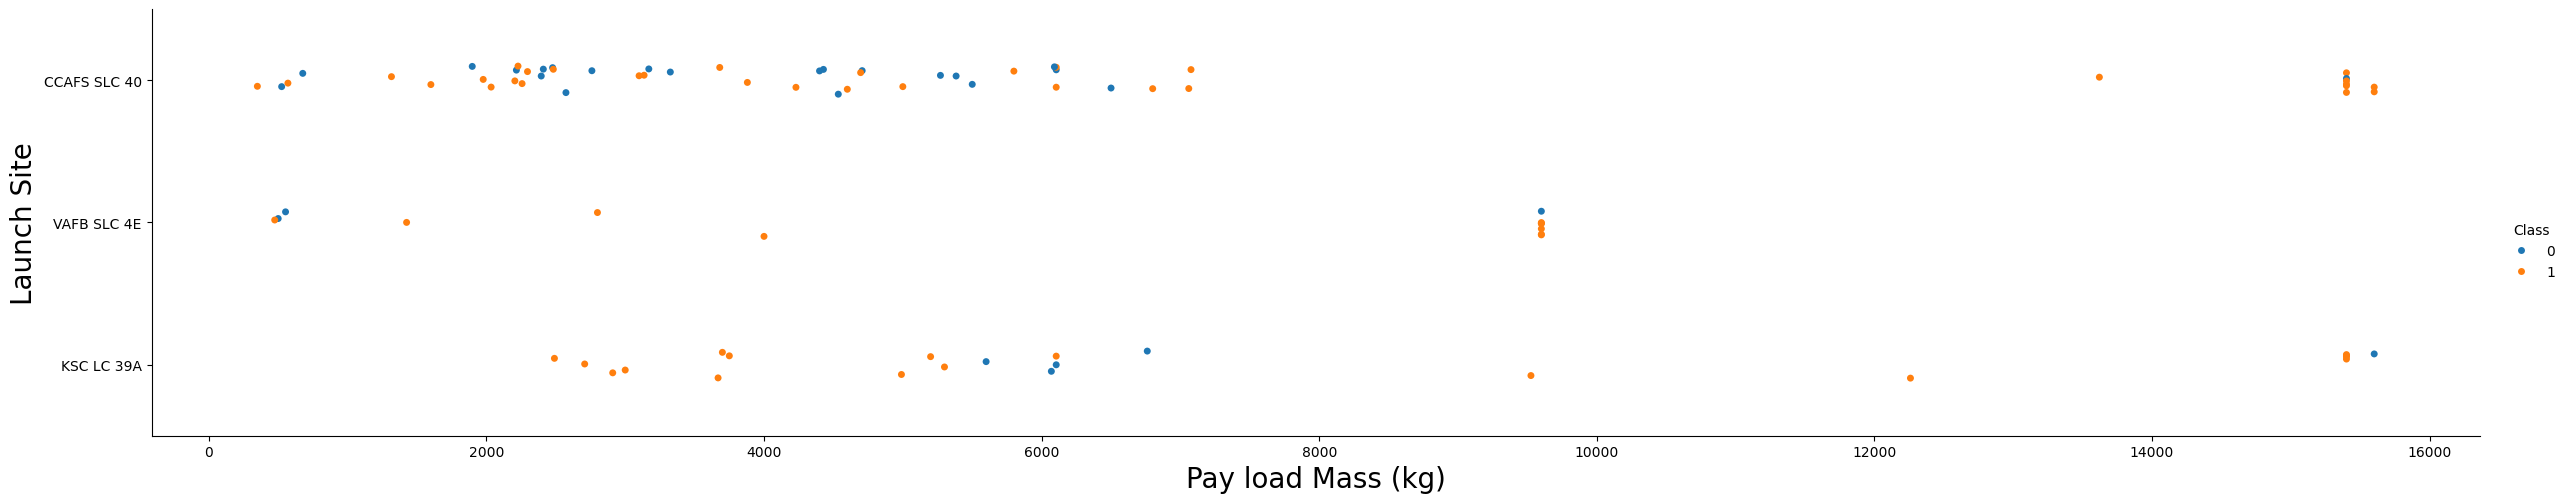 Launch Site
CCAFS SLC 40
VAFB SLC 4E
KSC LC 39A
0 2000 4000 6000 8000 10000 12000 14000 16000
Pay load Mass (kg)
Class
0
1